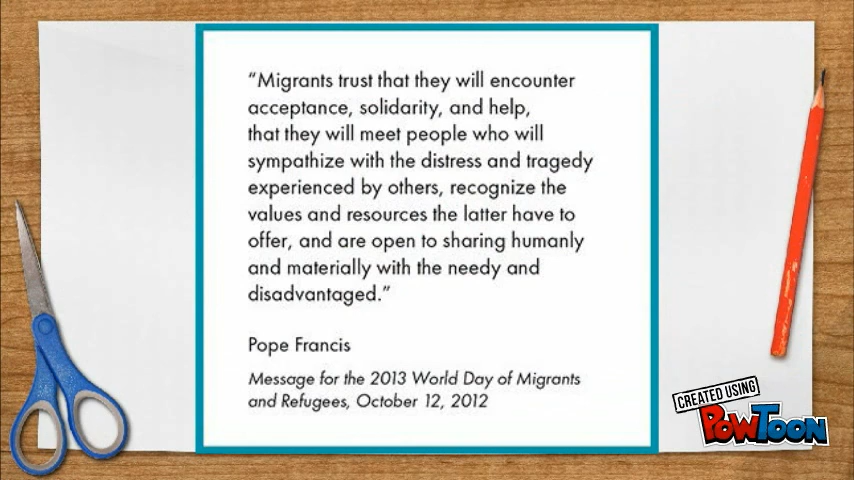 “Migrants trust that they will encounter
acceptance, solidarity, and help,
that they will meet people who will
sympathize with the distress and tragedy
experienced by others, recognize the
values and resources the latter have to
offer, and are open to sharing humanly
and materially with the needy and
disadvantaged.”
Pope Francis
Message for the 2013 World Day of Migrants
and Refugees, October 12, 2012
CREATED USING
POWTOON